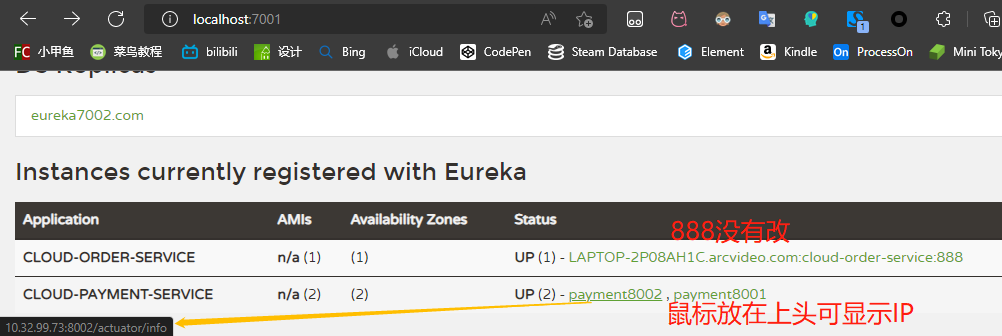 localhost:7001
FC 小甲鱼 菜鸟教程 bilibili 设计 Bing iCloud CodePen Steam Database Element Kindle On ProcessOn Mini Toky
DS Replicas
eureka7002.com
Instances currently registered with Eureka
Application AMIs Availability Zones Status
888没有改
CLOUD-ORDER-SERVICE n/a (1) (1) UP (1) - LAPTOP-2P08AH1C.arcvideo.com:cloud-order-service:888
CLOUD-PAYMENT-SERVICE n/a (2) (2) UP (2) - payment8002 , payment8001
鼠标放在上头可显示IP
10.32.99.73:8002/actuator/info